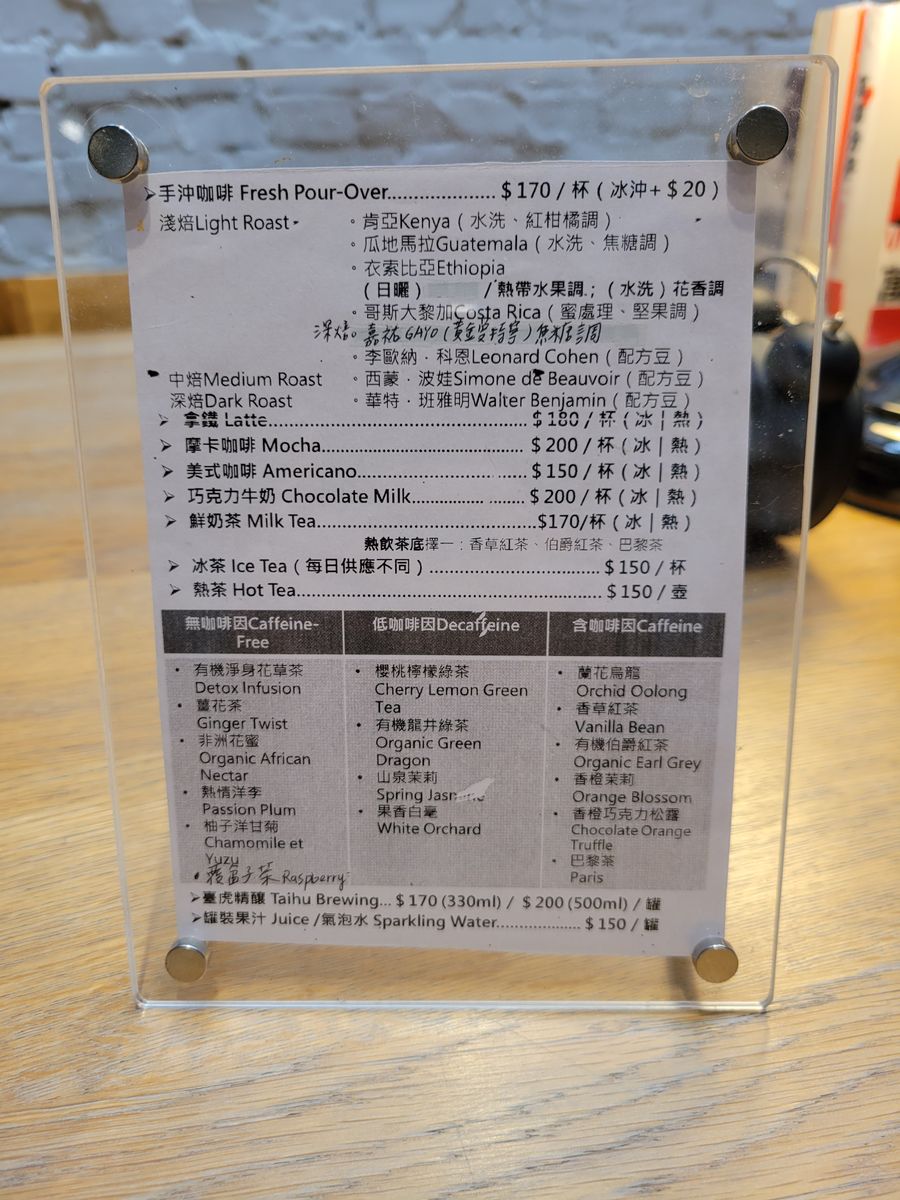 ➢手沖咖啡 Fresh Pour-Over.................... $170 / 杯 ( 冰沖+ $20 )
淺焙Light Roast 。肯亞Kenya ( 水洗、紅柑橘調 )
。瓜地馬拉Guatemala ( 水洗、焦糖調 )
。衣索比亞Ethiopia
( 日曬 ) / 熱帶水果調.; ( 水洗 ) 花香調
。哥斯大黎加Costa Rica ( 蜜處理、堅果調 )
深焙。嘉祐 GAYO (黃金曼特寧) 焦糖調
。李歐納．科恩Leonard Cohen ( 配方豆 )
中焙Medium Roast 。西蒙．波娃Simone de Beauvoir ( 配方豆 )
深焙Dark Roast 。華特．班雅明Walter Benjamin ( 配方豆 )
➢ 拿鐵 Latte.................................................... $180 / 杯 ( 冰 | 熱 )
➢ 摩卡咖啡 Mocha.......................................... $200 / 杯 ( 冰 | 熱 )
➢ 美式咖啡 Americano................................... $150 / 杯 ( 冰 | 熱 )
➢ 巧克力牛奶 Chocolate Milk............... ........ $200 / 杯 ( 冰 | 熱 )
➢ 鮮奶茶 Milk Tea............................................$170/杯 ( 冰 | 熱 )
熱飲茶底擇一：香草紅茶、伯爵紅茶、巴黎茶
➢ 冰茶 Ice Tea ( 每日供應不同 ) .................................. $150 / 杯
➢ 熱茶 Hot Tea............................................................. $150 / 壺
無咖啡因Caffeine-
Free
• 有機淨身花草茶
Detox Infusion
• 薑花茶
Ginger Twist
• 非洲花蜜
Organic African
Nectar
• 熱情洋李
Passion Plum
• 柚子洋甘菊
Chamomile et
Yuzu
• 覆盆子茶 Raspberry
低咖啡因Decaffeine
• 櫻桃檸檬綠茶
Cherry Lemon Green
Tea
• 有機龍井綠茶
Organic Green
Dragon
• 山泉茉莉
Spring Jasmine
• 果香白毫
White Orchard
含咖啡因Caffeine
• 蘭花烏龍
Orchid Oolong
• 香草紅茶
Vanilla Bean
• 有機伯爵紅茶
Organic Earl Grey
• 香橙茉莉
Orange Blossom
• 香橙巧克力松露
Chocolate Orange
Truffle
• 巴黎茶
Paris
➢臺虎精釀 Taihu Brewing... $170 (330ml) / $200 (500ml) / 罐
➢罐裝果汁 Juice /氣泡水 Sparkling Water................... $150 / 罐